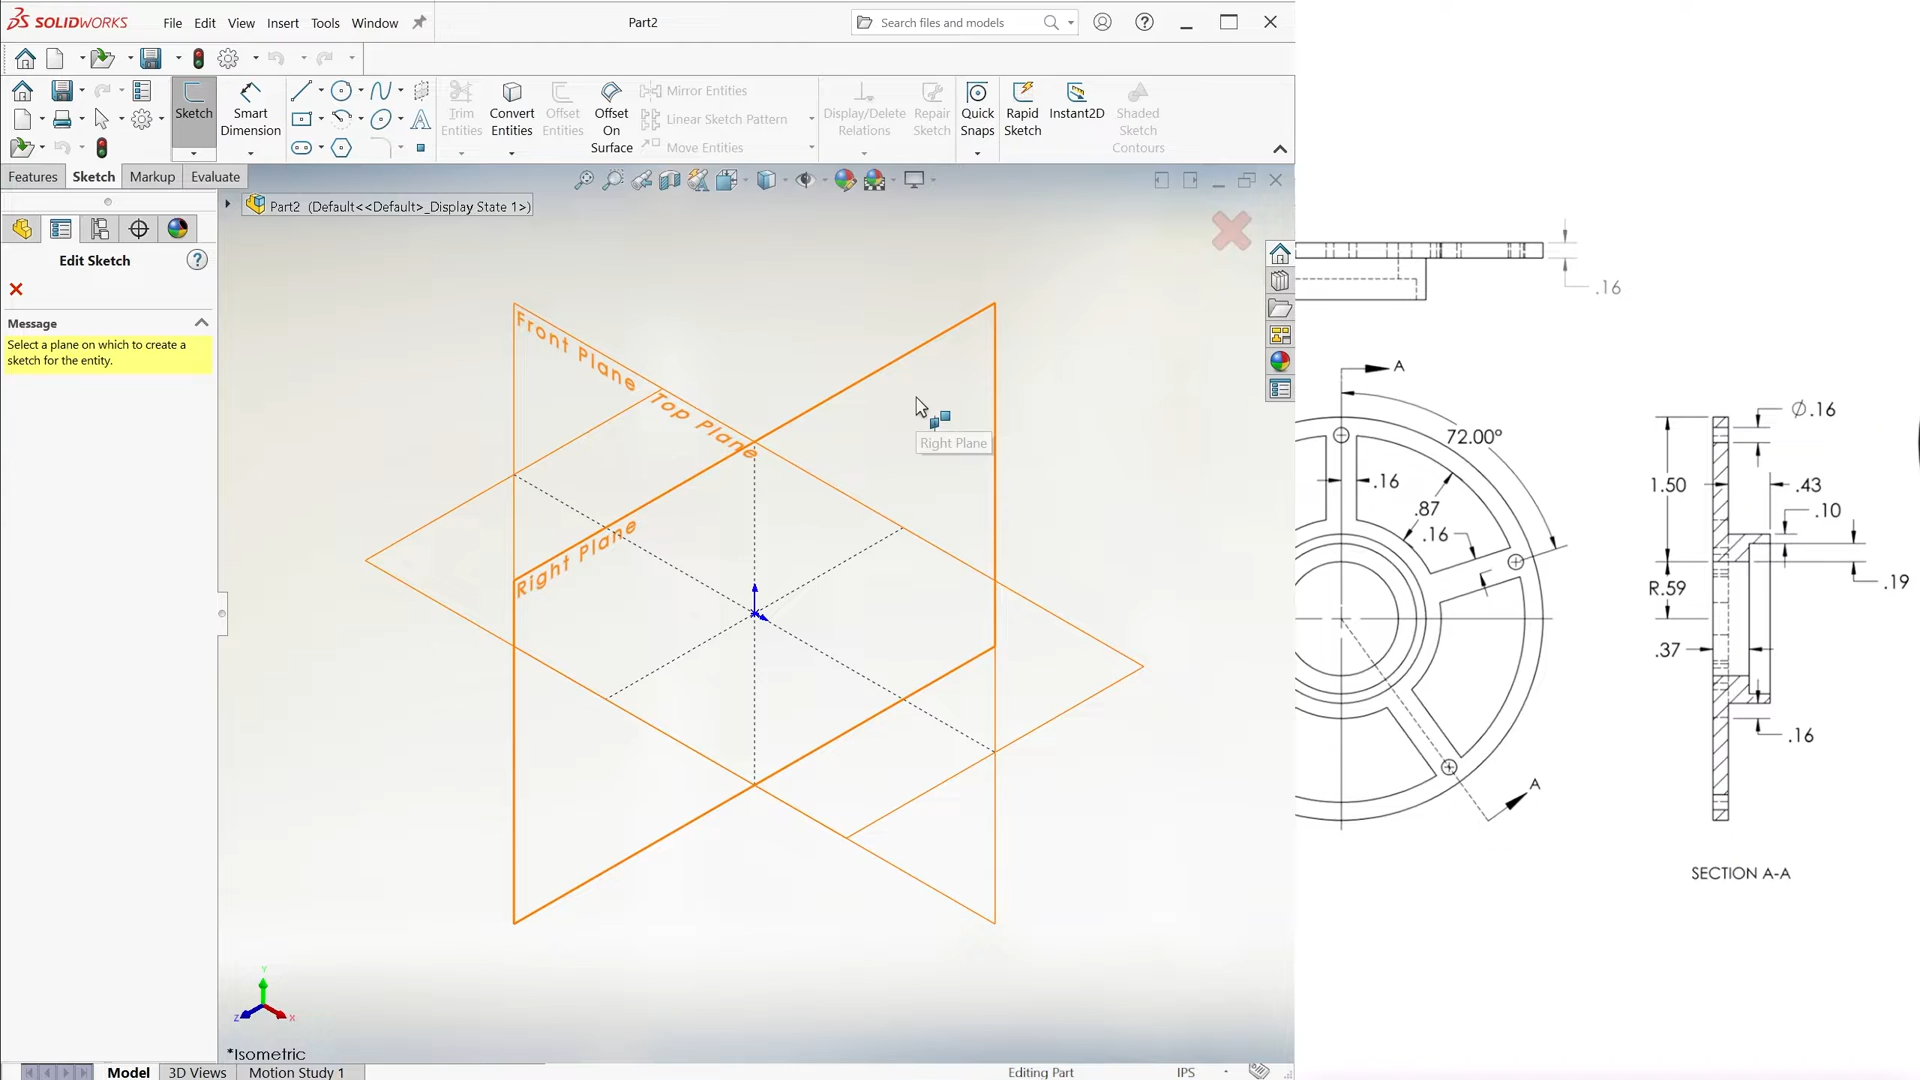 SOLIDWORKS
File
Edit
View
Insert
Tools
Window
Part2
Search files and models
Sketch
Smart
Dimension
Trim
Entities
Convert
Entities
Offset
Entities
Offset
On
Surface
Mirror Entities
Linear Sketch Pattern
Move Entities
Display/Delete
Relations
Repair
Sketch
Quick
Snaps
Rapid
Sketch
Instant2D
Shaded
Sketch
Contours
Features
Sketch
Markup
Evaluate
Part2 (Default<<Default>_Display State 1>)
Edit Sketch
Message
Select a plane on which to create a
sketch for the entity.
Front Plane
Top Plane
Right Plane
Right Plane
Y
Z
X
*Isometric
Model
3D Views
Motion Study 1
Editing Part
IPS
.16
A
72.00°
.16
.87
.16
A
Ø.16
1.50
.43
.10
R.59
.19
.37
.16
SECTION A-A